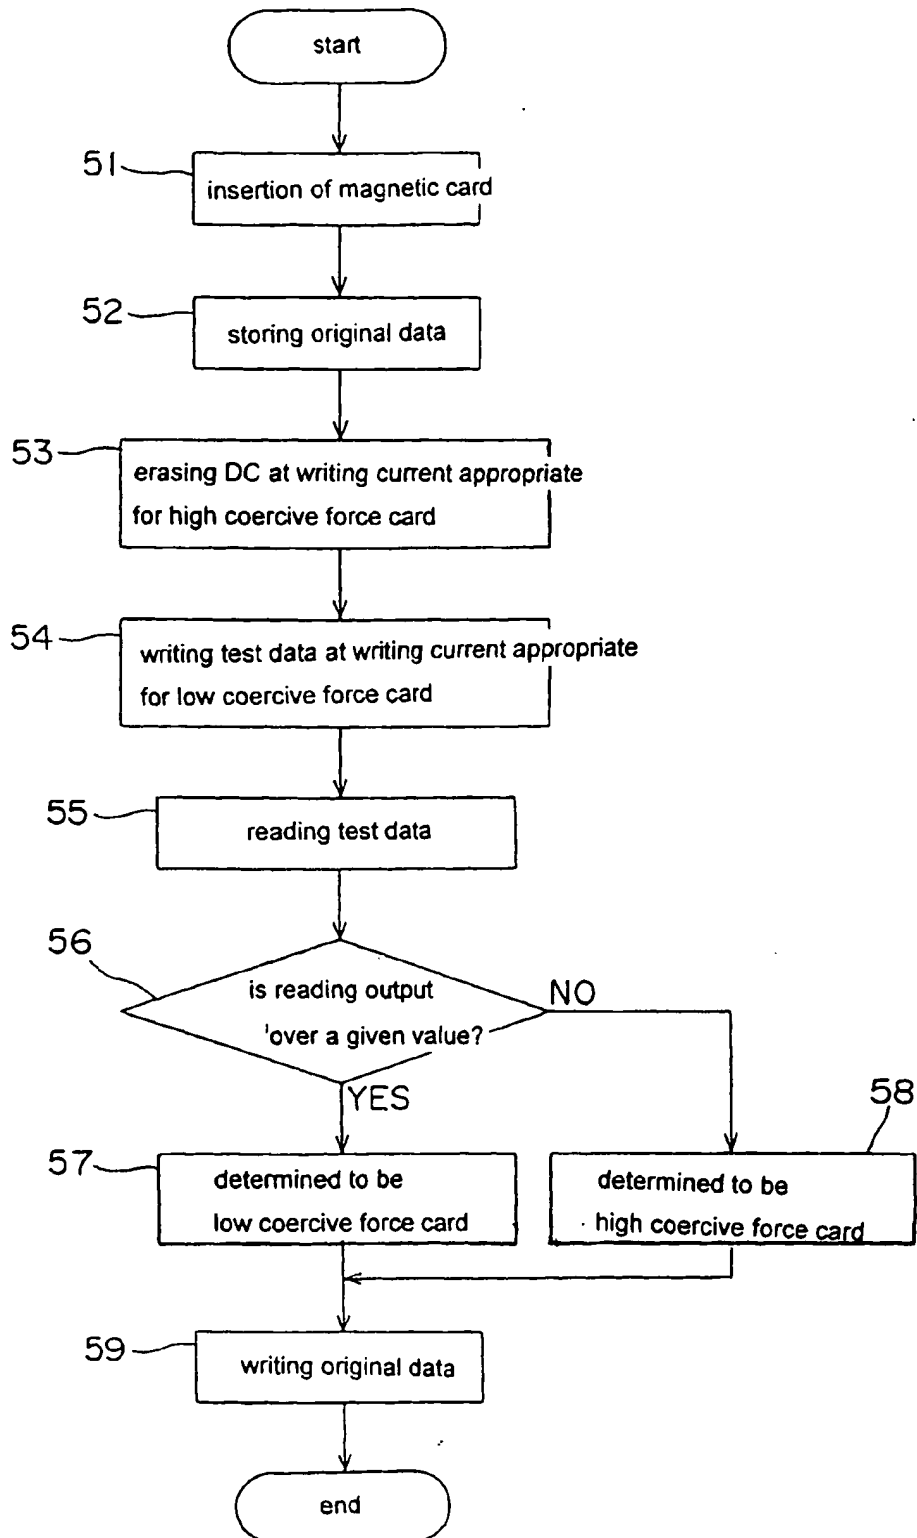 start
51
insertion of magnetic card
52
storing original data
53
erasing DC at writing current appropriate
for high coercive force card
54
writing test data at writing current appropriate
for low coercive force card
55
reading test data
56
is reading output
'over a given value?
NO
YES
57
determined to be
low coercive force card
58
determined to be
high coercive force card
59
writing original data
end